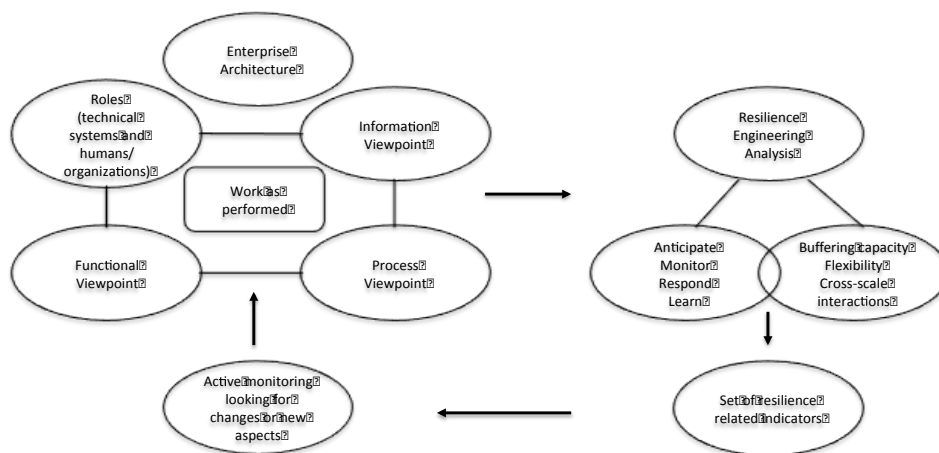 Enterprise
Architecture
Roles
(technical
systems and
humans/
organizations)
Information
Viewpoint
Work as
performed
Functional
Viewpoint
Process
Viewpoint
Resilience
Engineering
Analysis
Anticipate
Monitor
Respond
Learn
Buffering capacity
Flexibility
Cross-scale
interactions
Active monitoring
looking for
changes or new
aspects
Set of resilience
related indicators